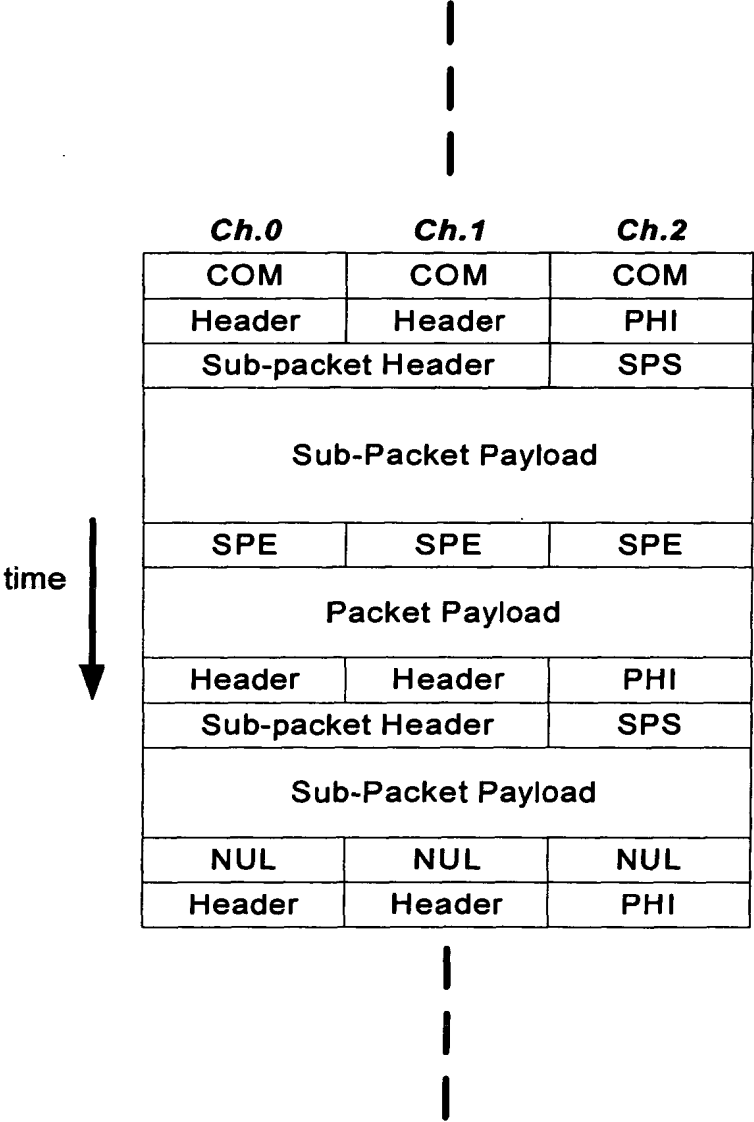 Ch.0 Ch.1 Ch.2
COM COM COM
Header Header PHI
Sub-packet Header SPS
Sub-Packet Payload
SPE SPE SPE
time
Packet Payload
Header Header PHI
Sub-packet Header SPS
Sub-Packet Payload
NUL NUL NUL
Header Header PHI